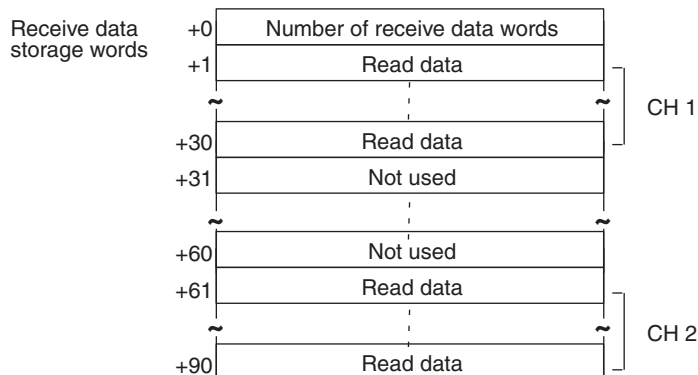 Receive data
storage words
+0 Number of receive data words
+1 Read data
CH 1
+30 Read data
+31 Not used
+60 Not used
+61 Read data
CH 2
+90 Read data